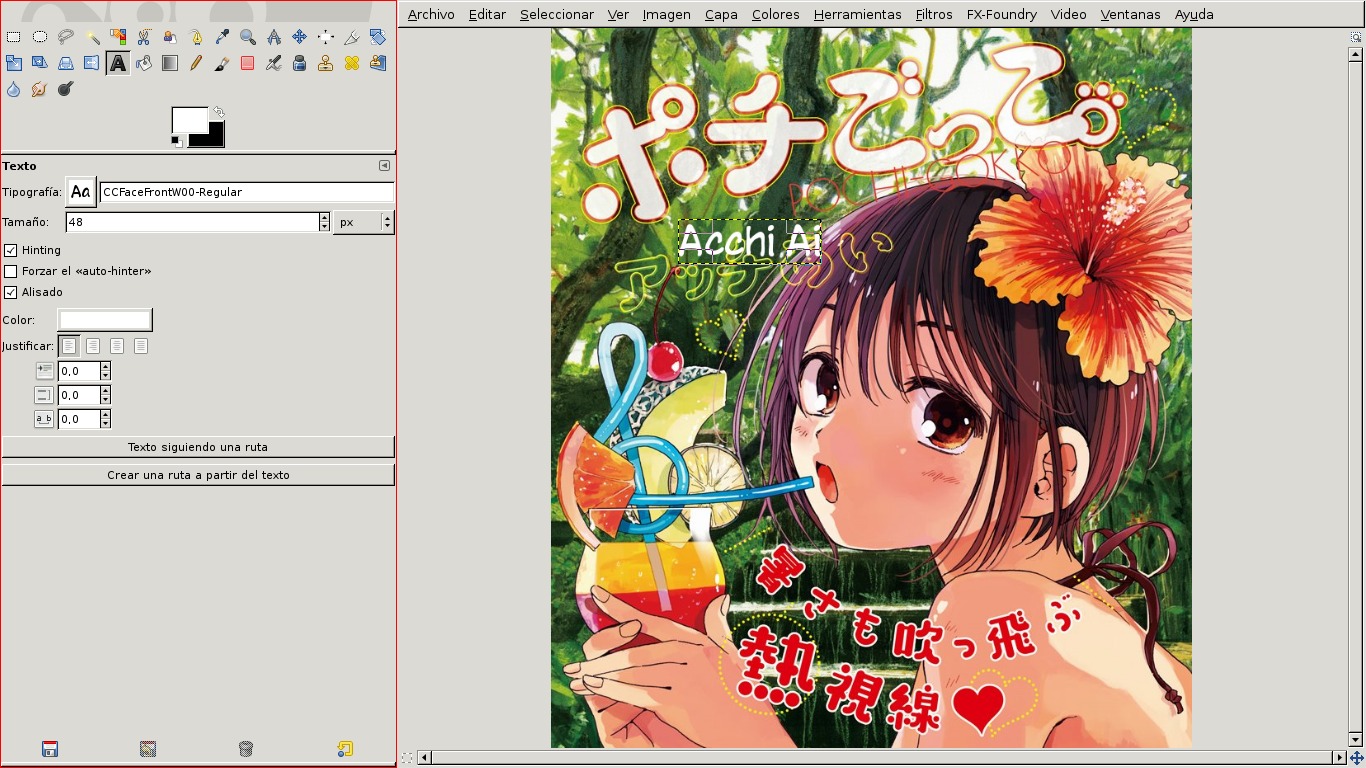 Archivo Editar Seleccionar Ver Imagen Capa Colores Herramientas Filtros FX-Foundry Video Ventanas Ayuda
Texto
Tipografía: Aa CCFaceFrontW00-Regular
Tamaño: 48 px
Hinting
Forzar el «auto-hinter»
Alisado
Color:
Justificar:
0,0
0,0
a b 0,0
Texto siguiendo una ruta
Crear una ruta a partir del texto
ポチごっこ。
POCHI GOKKO
Acchi Ai
アッチあい
暑さも吹っ飛ぶ
熱視線♥